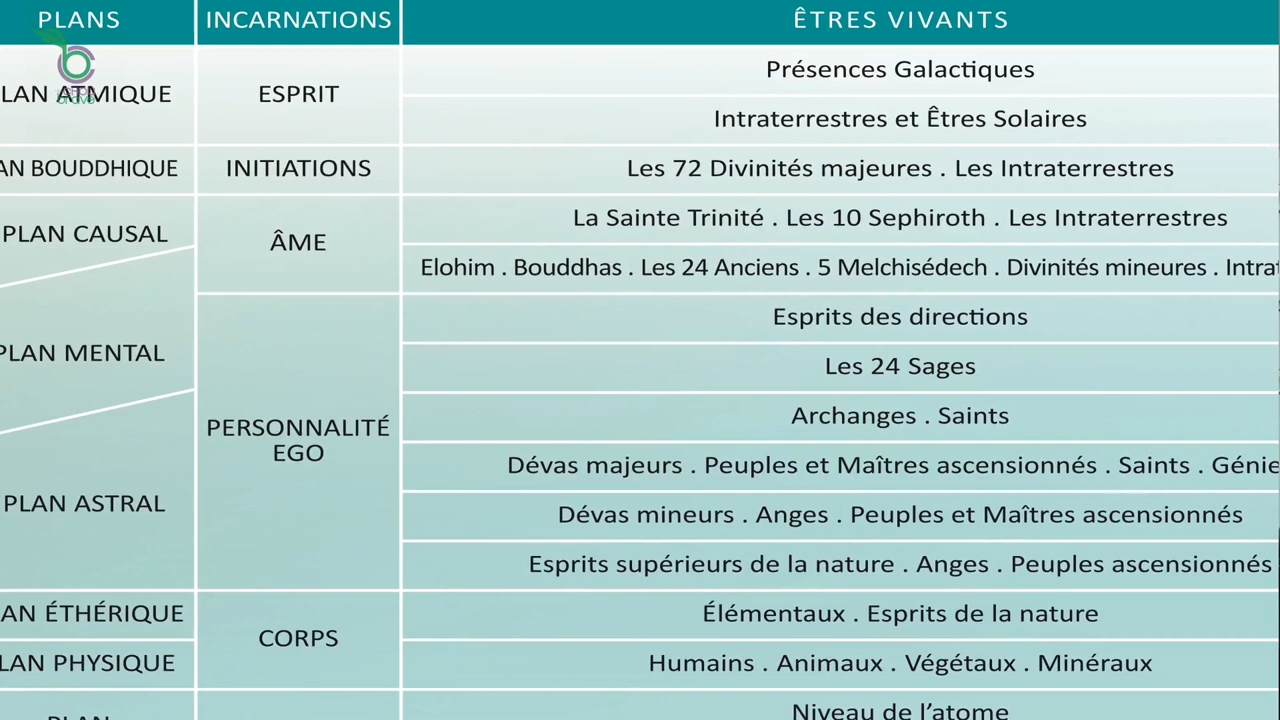 PLANS INCARNATIONS ÊTRES VIVANTS
LAN ATMIQUE ESPRIT Présences Galactiques
Intraterrestres et Êtres Solaires
AN BOUDDHIQUE INITIATIONS Les 72 Divinités majeures . Les Intraterrestres
PLAN CAUSAL ÂME La Sainte Trinité . Les 10 Sephiroth . Les Intraterrestres
Elohim . Bouddhas . Les 24 Anciens . 5 Melchisédech . Divinités mineures . Intrat
PLAN MENTAL PERSONNALITÉ
EGO
Esprits des directions
Les 24 Sages
Archanges . Saints
PLAN ASTRAL Dévas majeurs . Peuples et Maîtres ascensionnés . Saints . Génie
Dévas mineurs . Anges . Peuples et Maîtres ascensionnés
Esprits supérieurs de la nature . Anges . Peuples ascensionnés
AN ÉTHÉRIQUE CORPS Élémentaux . Esprits de la nature
LAN PHYSIQUE Humains . Animaux . Végétaux . Minéraux
PLAN Niveau de l'atome